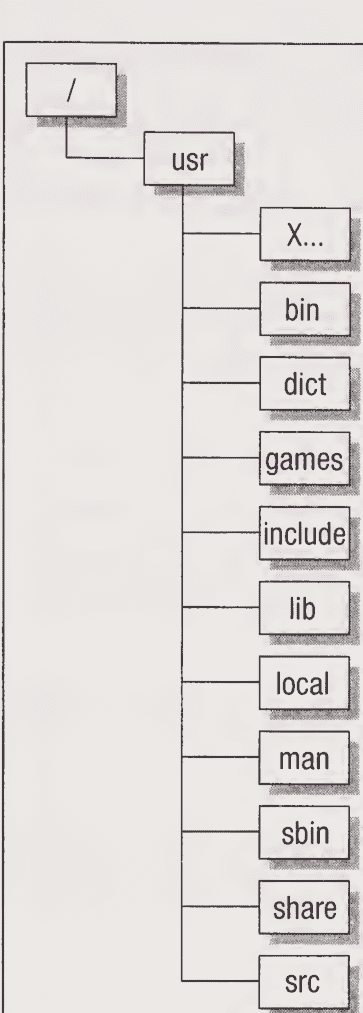 /
usr
X...
bin
dict
games
include
lib
local
man
sbin
share
src